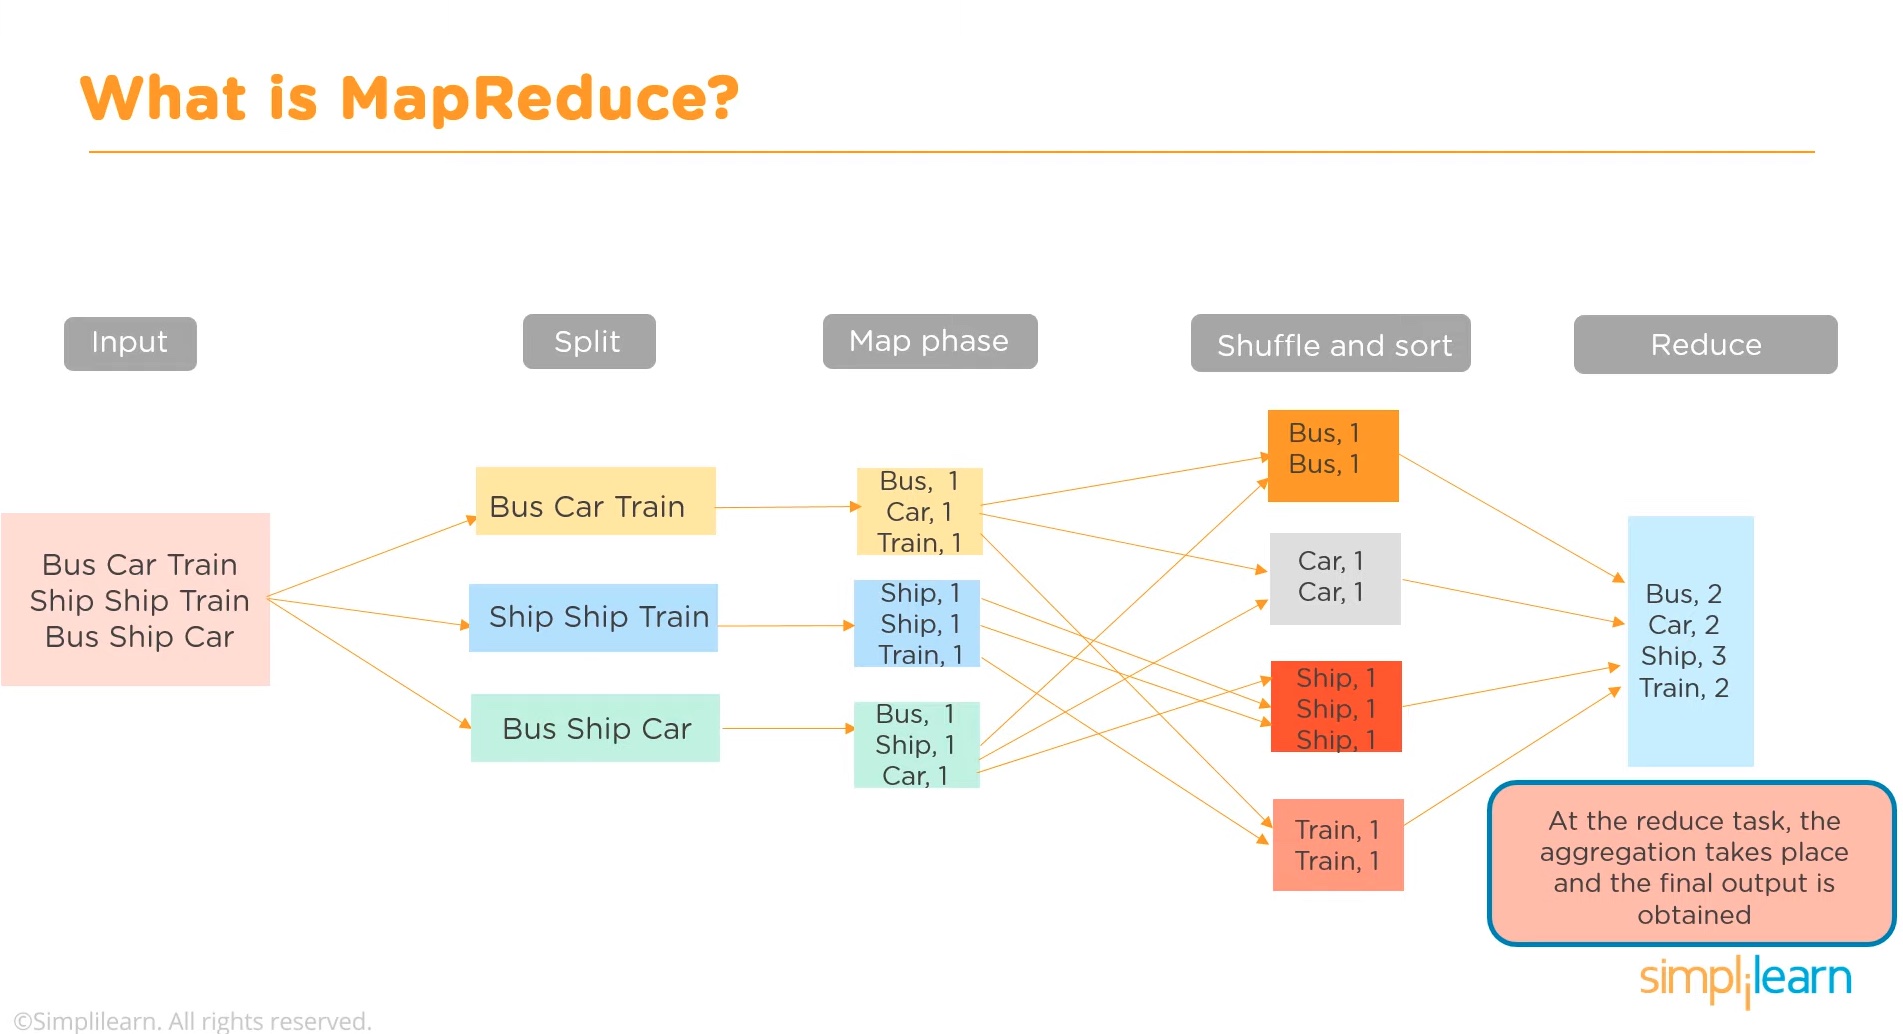 What is MapReduce?
Input
Split
Map phase
Shuffle and sort
Reduce
Bus Car Train
Ship Ship Train
Bus Ship Car
Bus Car Train
Ship Ship Train
Bus Ship Car
Bus, 1
Car, 1
Train, 1
Ship, 1
Ship, 1
Train, 1
Bus, 1
Ship, 1
Car, 1
Bus, 1
Bus, 1
Car, 1
Car, 1
Ship, 1
Ship, 1
Ship, 1
Train, 1
Train, 1
Bus, 2
Car, 2
Ship, 3
Train, 2
At the reduce task, the
aggregation takes place
and the final output is
obtained
simplilearn
©Simplilearn. All rights reserved.